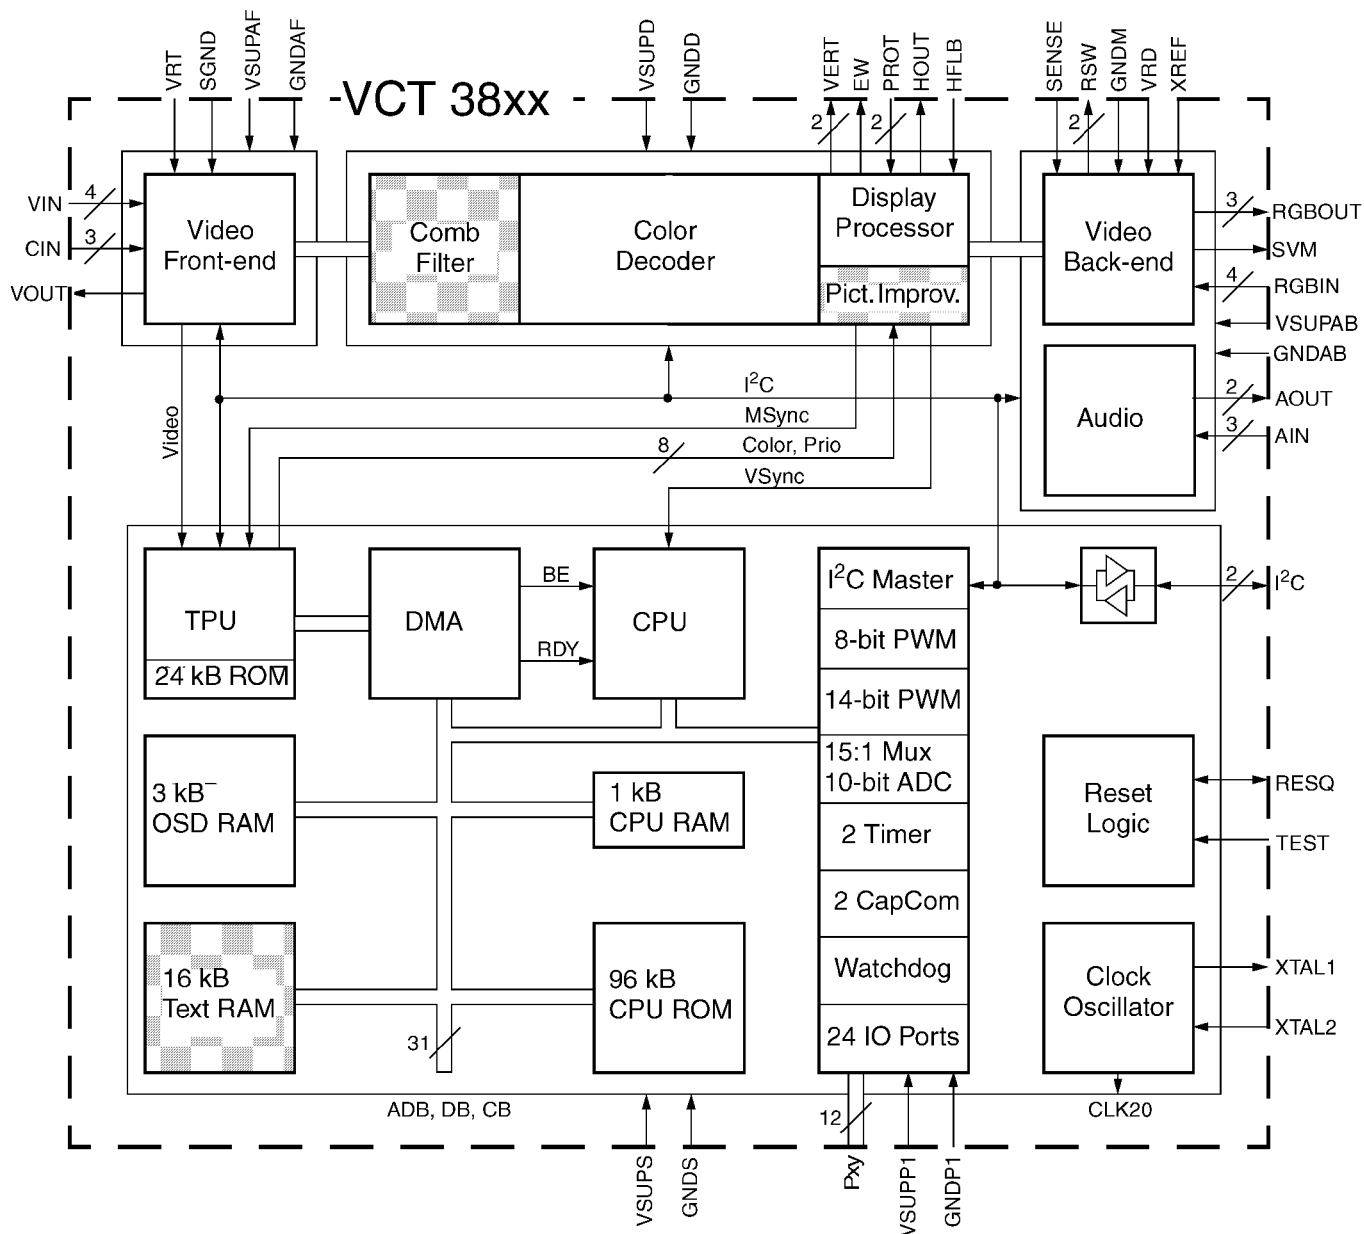 VRT
SGND
VSUPAF
GNDAF
VSUPD
GNDD
VERT
EW
PROT
HOUT
HFLB
SENSE
RSW
GNDM
VRD
XREF
VCT 38xx
2
2
2
VIN
4
CIN
3
VOUT
Video
Front-end
Comb
Filter
Color
Decoder
Display
Processor
Pict. Improv.
Video
Back-end
3
RGBOUT
SVM
4
RGBIN
VSUPAB
GNDAB
Audio
2
AOUT
3
AIN
Video
I²C
MSync
8
Color, Prio
VSync
TPU
24 kB ROM
DMA
BE
RDY
CPU
I²C Master
8-bit PWM
14-bit PWM
15:1 Mux
10-bit ADC
2 Timer
2 CapCom
Watchdog
24 IO Ports
2
I²C
3 kB
OSD RAM
1 kB
CPU RAM
Reset
Logic
RESQ
TEST
16 kB
Text RAM
96 kB
CPU ROM
Clock
Oscillator
XTAL1
XTAL2
31
ADB, DB, CB
12
CLK20
VSUPS
GNDS
Pxy
VSUPP1
GNDP1